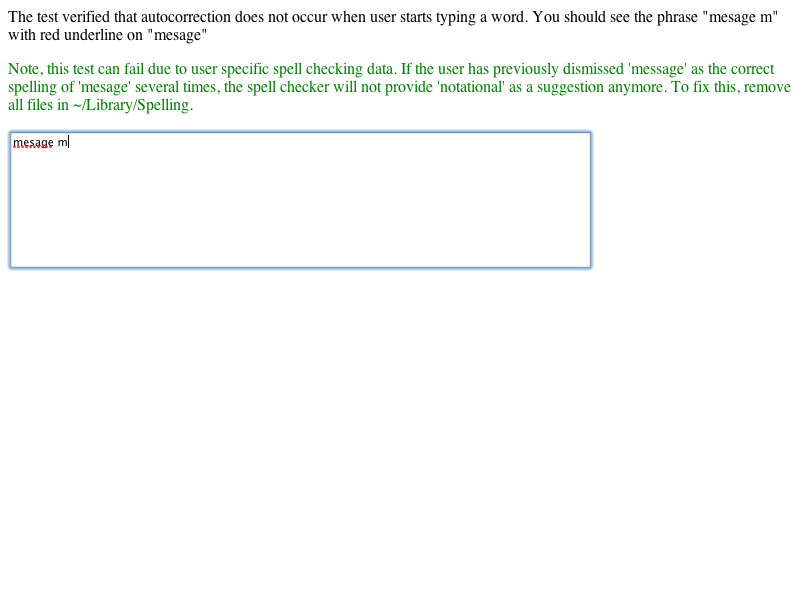 The test verified that autocorrection does not occur when user starts typing a word. You should see the phrase "mesage m"
with red underline on "mesage"
Note, this test can fail due to user specific spell checking data. If the user has previously dismissed 'message' as the correct
spelling of 'mesage' several times, the spell checker will not provide 'notational' as a suggestion anymore. To fix this, remove
all files in ~/Library/Spelling.
mesage m